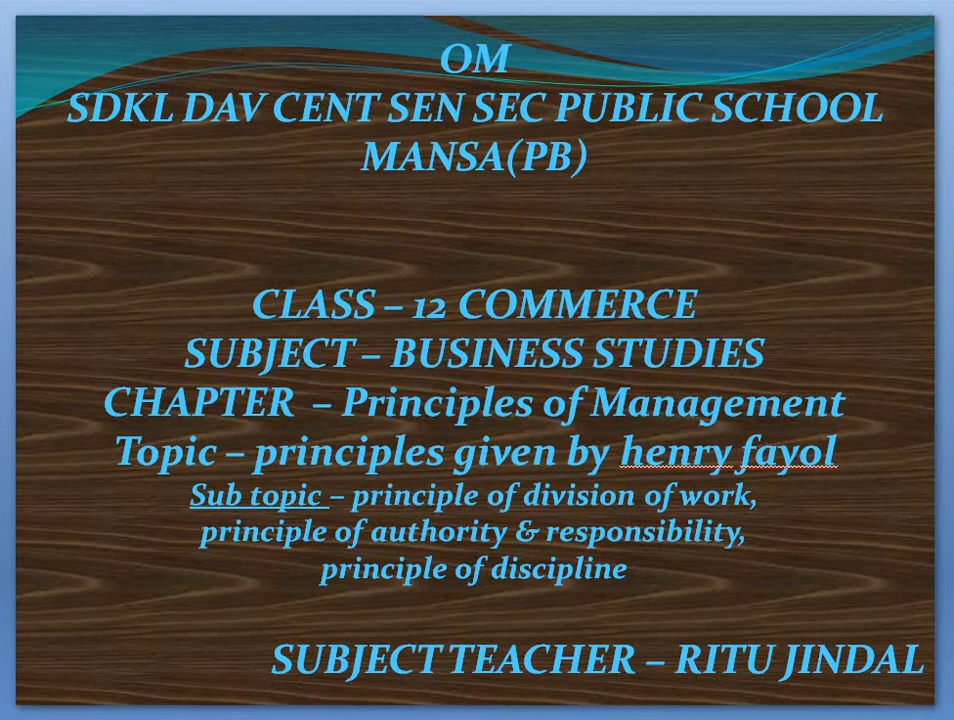 OM
SDKL DAV CENT SEN SEC PUBLIC SCHOOL
MANSA(PB)
CLASS – 12 COMMERCE
SUBJECT – BUSINESS STUDIES
CHAPTER – Principles of Management
Topic – principles given by henry fayol
Sub topic – principle of division of work,
principle of authority & responsibility,
principle of discipline
SUBJECT TEACHER – RITU JINDAL